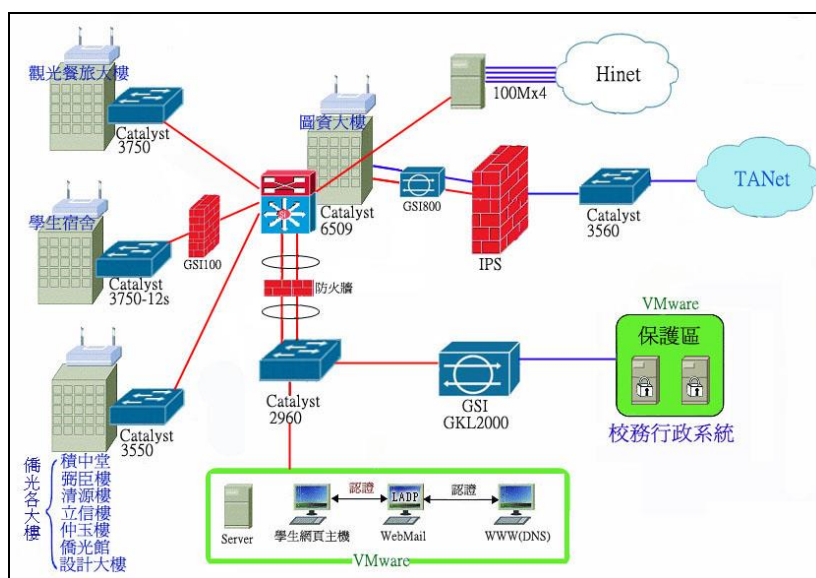 觀光餐旅大樓
Catalyst
3750
圖資大樓
100Mx4
Hinet
學生宿舍
GSI100
Catalyst
3750-12s
Catalyst
6509
GSI800
IPS
Catalyst
3560
TANet
防火牆
Catalyst
3550
Catalyst
2960
GSI
GKL2000
VMware
保護區
校務行政系統
僑光各大樓
積中堂
弼臣樓
清源樓
立信樓
仲玉樓
僑光館
設計大樓
Server
學生網頁主機
認證
LADP
WebMail
認證
WWW(DNS)
VMware